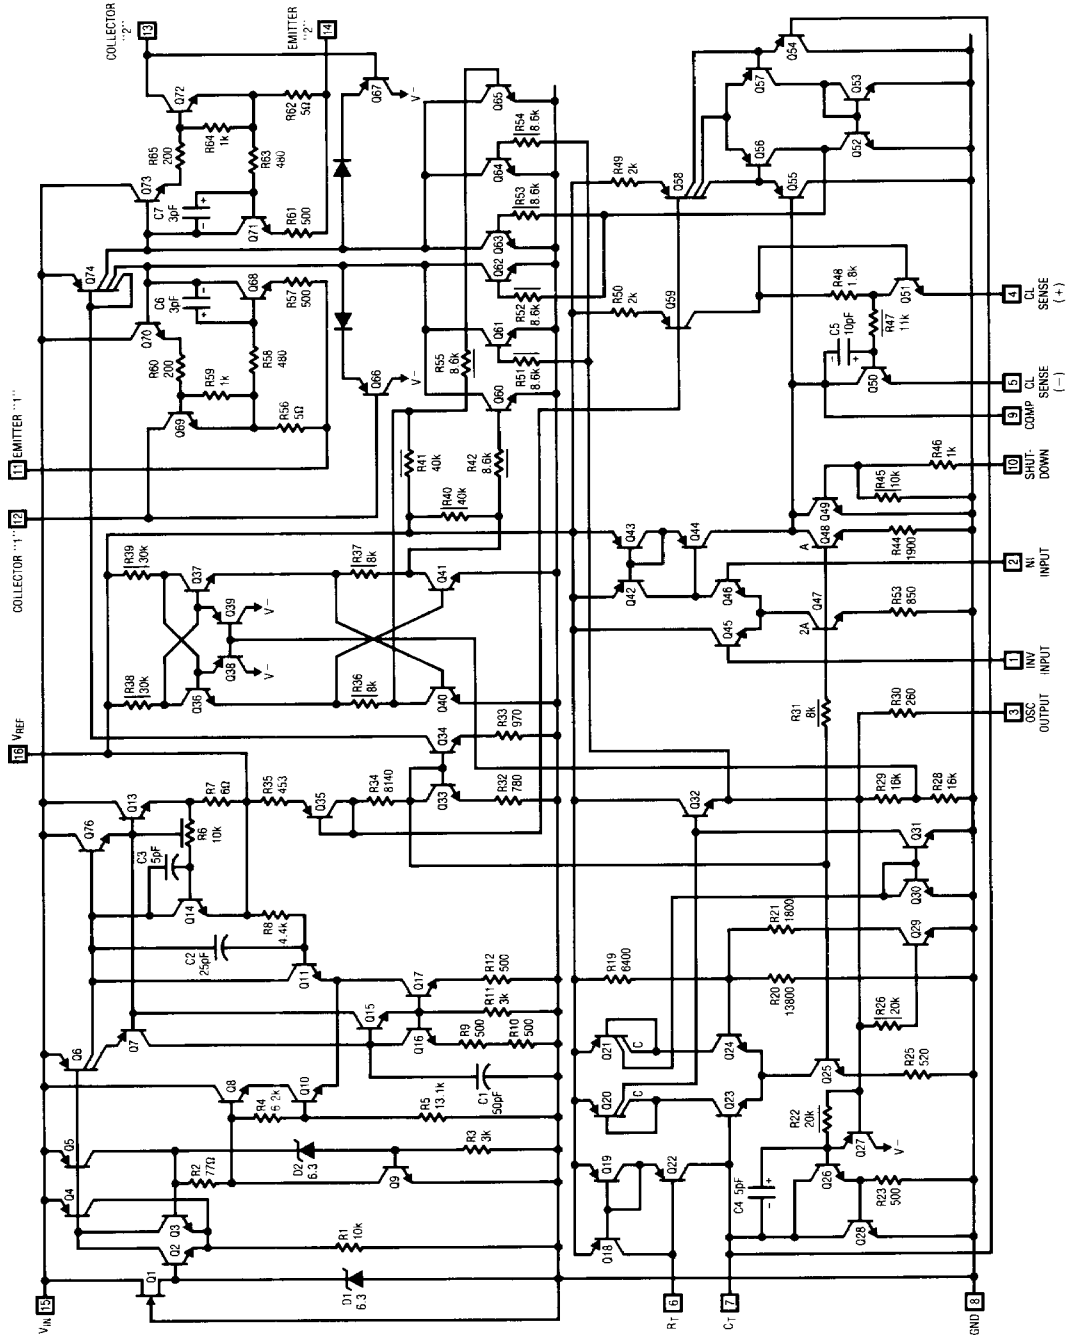 VIN
15
COLLECTOR "1"
12
11 EMITTER "1"
16 VREF
COLLECTOR
"2"
13
EMITTER
"2"
14
Q1
Q2
Q3
Q4
Q5
Q6
Q7
Q8
Q9
Q10
Q11
Q13
Q14
Q15
Q16
Q17
Q76
D1
6.3
D2
6.3
R1
10k
R2
77Ω
R3
3k
R4
6.2k
R5
13.1k
C1
50pF
C2
25pF
C3
5pF
R6
10k
R7
6Ω
R8
4.4k
R9
500
R10
500
R11
3k
R12
500
R35
453
Q35
R34
8140
Q33
Q34
R32
780
R33
970
R38
30k
R39
30k
Q36
Q37
Q38
Q39
V-
V-
R36
8k
R37
8k
Q40
Q41
R40
40k
R41
40k
R42
8.6k
Q69
Q70
R60
200
R59
1k
C6
3pF
Q68
R58
480
R57
500
R56
5Ω
Q66
V-
R55
8.6k
Q60
Q61
R51
8.6k
R52
8.6k
Q62
Q63
R53
8.6k
Q64
R54
8.6k
Q65
Q74
Q73
R65
200
Q72
C7
3pF
R64
1k
R63
480
Q71
R62
5Ω
R61
500
Q67
V-
Q18
Q19
Q20
C
Q21
C
Q22
Q23
Q24
R19
6400
R20
13800
R21
1800
C4 5pF
Q25
Q26
Q27
V-
Q28
R22
20k
R23
500
R25
520
R26
20k
Q29
Q30
Q31
Q32
R29
16k
R28
16k
R30
260
R31
8k
Q42
Q43
Q44
Q45
Q46
2A
Q47
A
Q48
Q49
R53
850
R44
1900
R45
10k
R46
1k
R50
2k
R49
2k
Q59
Q58
R48
1.8k
C5
10pF
R47
11k
Q50
Q51
Q55
Q56
Q57
Q54
Q52
Q53
6
RT
7
CT
8
GND
3
OSC
OUTPUT
1
INV
INPUT
2
NI
INPUT
10
SHUT-
DOWN
9
COMP
5
CL
SENSE
(−)
4
CL
SENSE
(+)